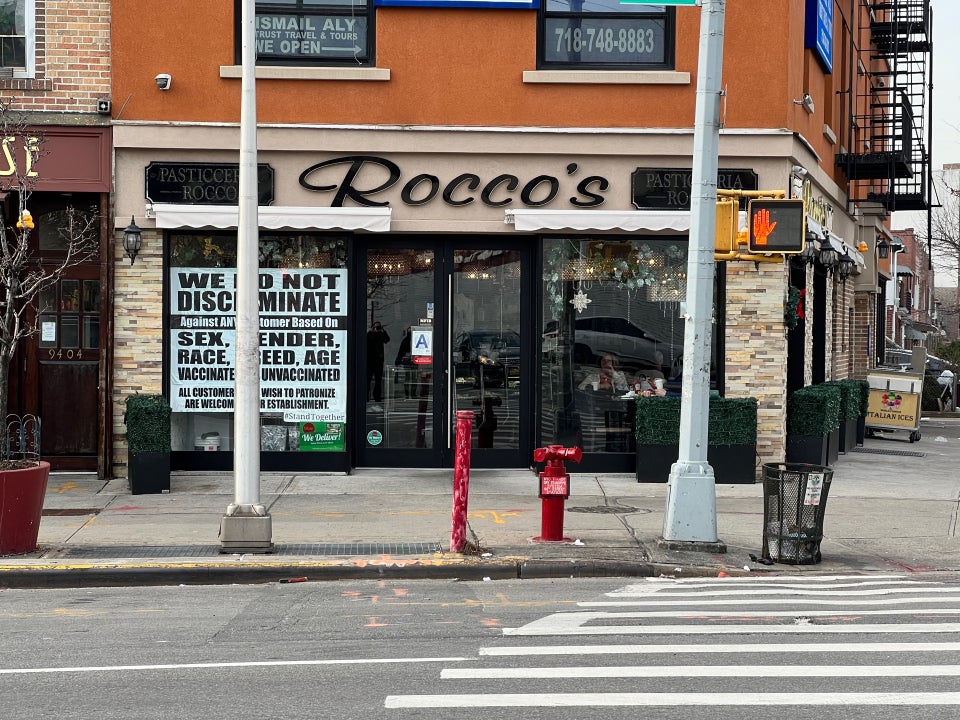 ISMAIL ALY
TRUST TRAVEL & TOURS
WE OPEN
718-748-8883
SE
PASTICCERIA
ROCCO
Rocco's
PASTICCERIA
WE DO NOT
DISCRIMINATE
Against ANY Customer Based On
SEX, GENDER,
RACE, CREED, AGE
VACCINATED UNVACCINATED
ALL CUSTOMERS WISH TO PATRONIZE
ARE WELCOME OUR ESTABLISHMENT.
#StandTogether
We Deliver!
A
9404
ITALIAN ICES